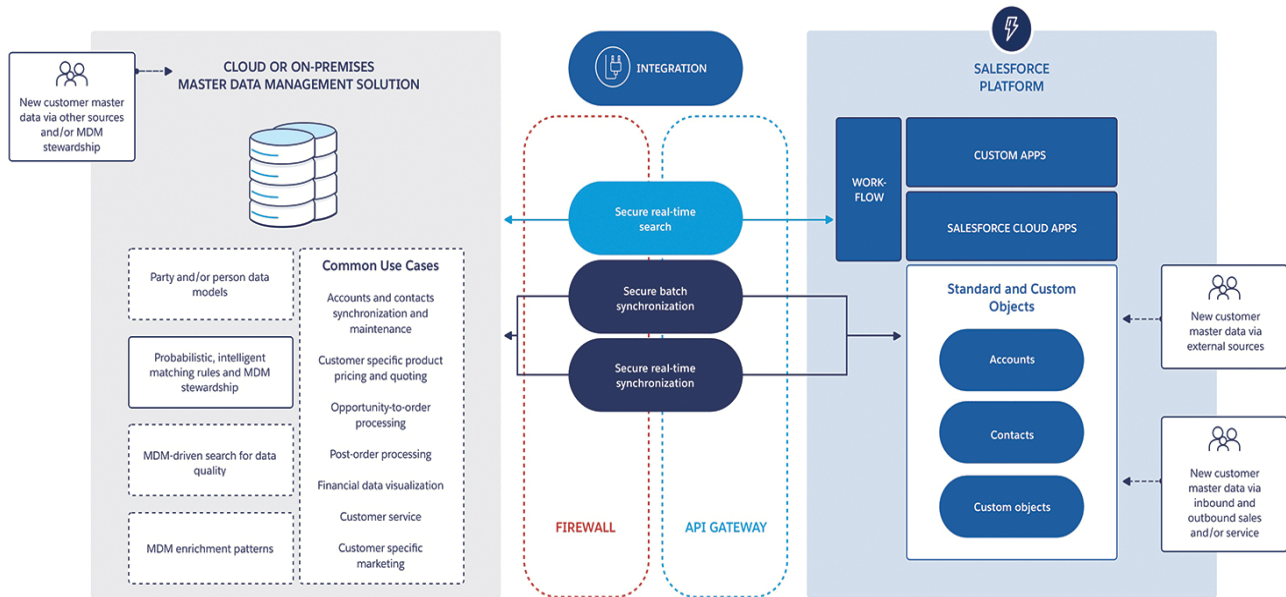 New customer master
data via other sources
and/or MDM
stewardship
CLOUD OR ON-PREMISES
MASTER DATA MANAGEMENT SOLUTION
Party and/or person data
models
Probabilistic, intelligent
matching rules and MDM
stewardship
MDM-driven search for data
quality
MDM enrichment patterns
Common Use Cases
Accounts and contacts
synchronization and
maintenance
Customer specific product
pricing and quoting
Opportunity-to-order
processing
Post-order processing
Financial data visualization
Customer service
Customer specific
marketing
INTEGRATION
Secure real-time
search
Secure batch
synchronization
Secure real-time
synchronization
FIREWALL
API GATEWAY
SALESFORCE
PLATFORM
WORK-
FLOW
CUSTOM APPS
SALESFORCE CLOUD APPS
Standard and Custom
Objects
Accounts
Contacts
Custom objects
New customer
master data via
external sources
New customer
master data via
inbound and
outbound sales
and/or service